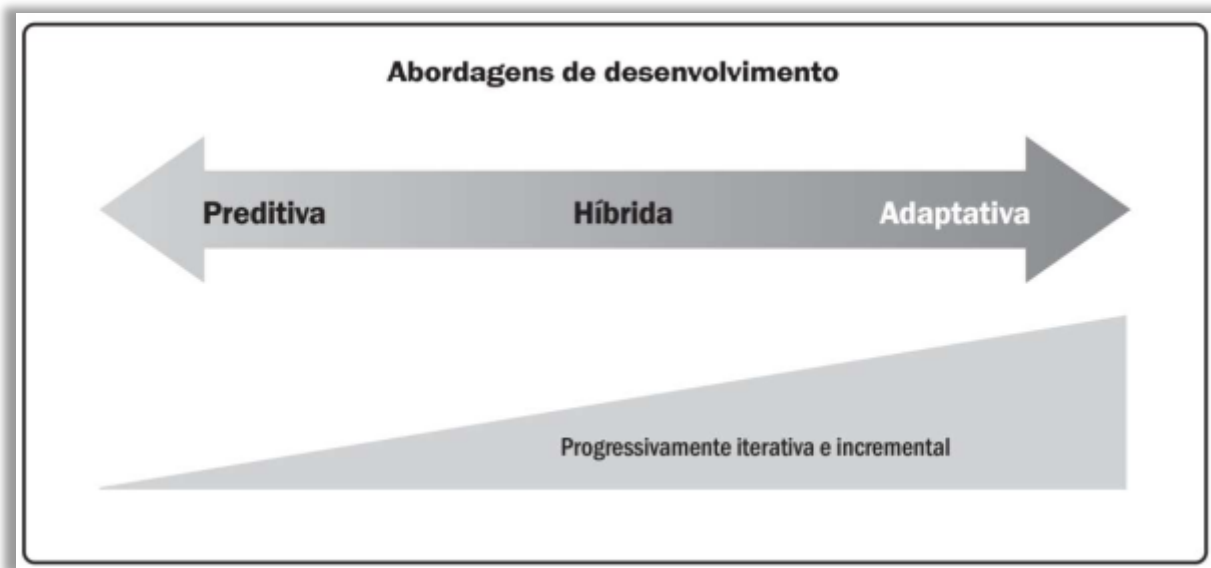 Abordagens de desenvolvimento
Preditiva Híbrida Adaptativa
Progressivamente iterativa e incremental